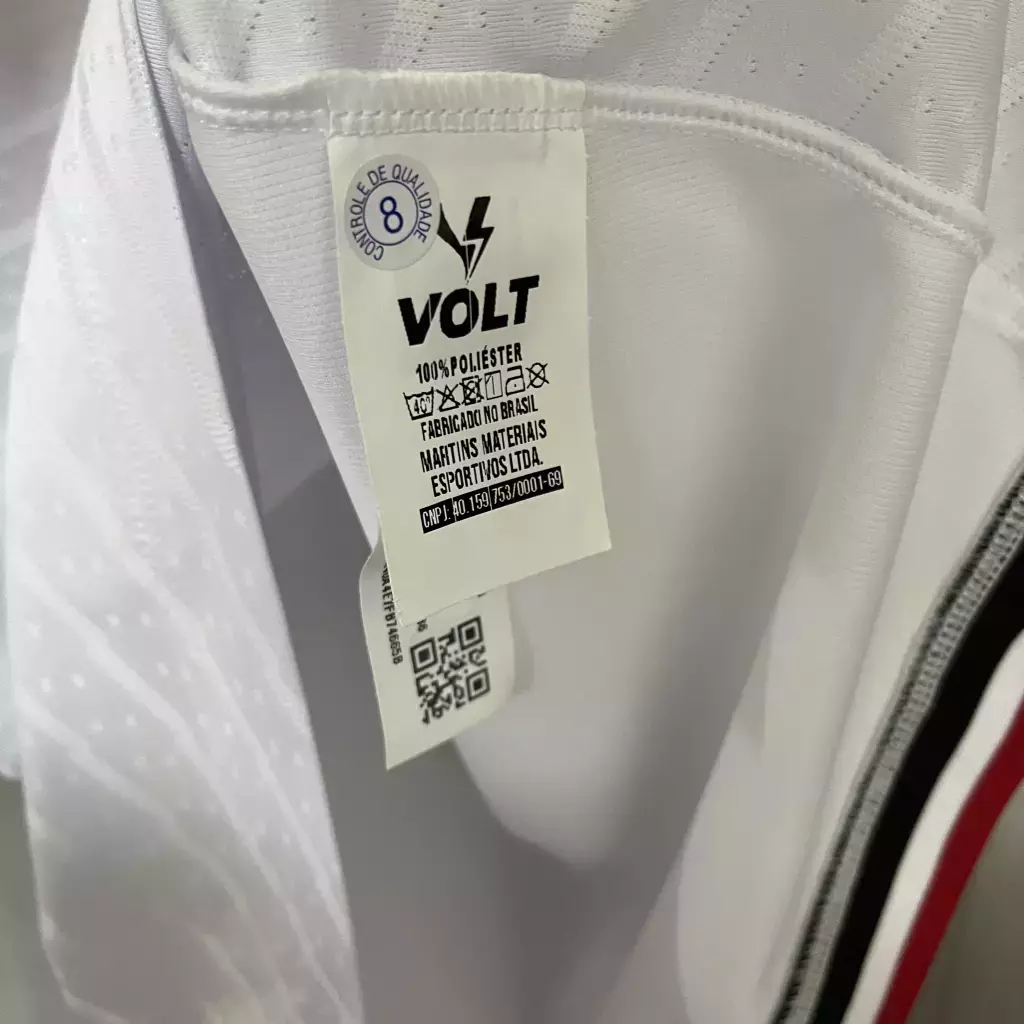 CONTROLE DE QUALIDADE
8
VOLT
100% POLIÉSTER
40º
FABRICADO NO BRASIL
MARTINS MATERIAIS
ESPORTIVOS LTDA.
CNPJ: 40.159.753/0001-69